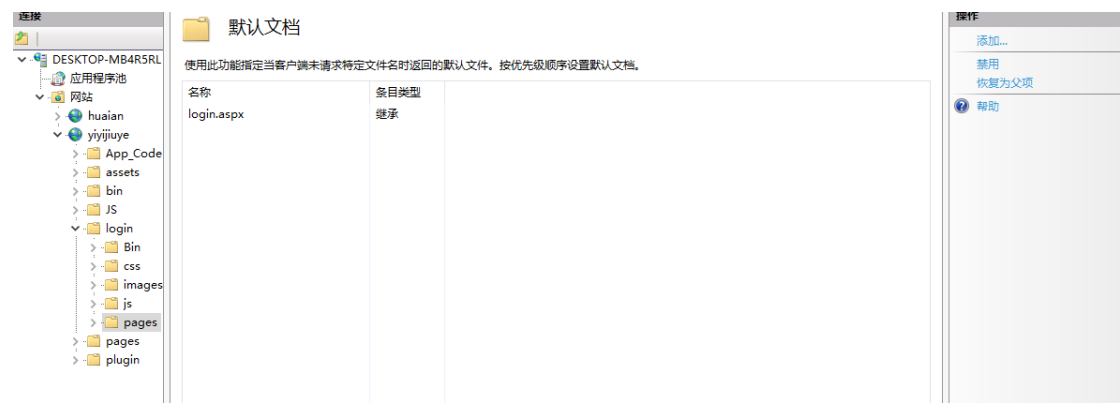 连接
DESKTOP-MB4R5RL
应用程序池
网站
huaian
yiyijiuye
App_Code
assets
bin
JS
login
Bin
css
images
js
pages
pages
plugin
默认文档
使用此功能指定当客户端未请求特定文件名时返回的默认文件。按优先级顺序设置默认文档。
名称 条目类型
login.aspx 继承
操作
添加...
禁用
恢复为父项
帮助